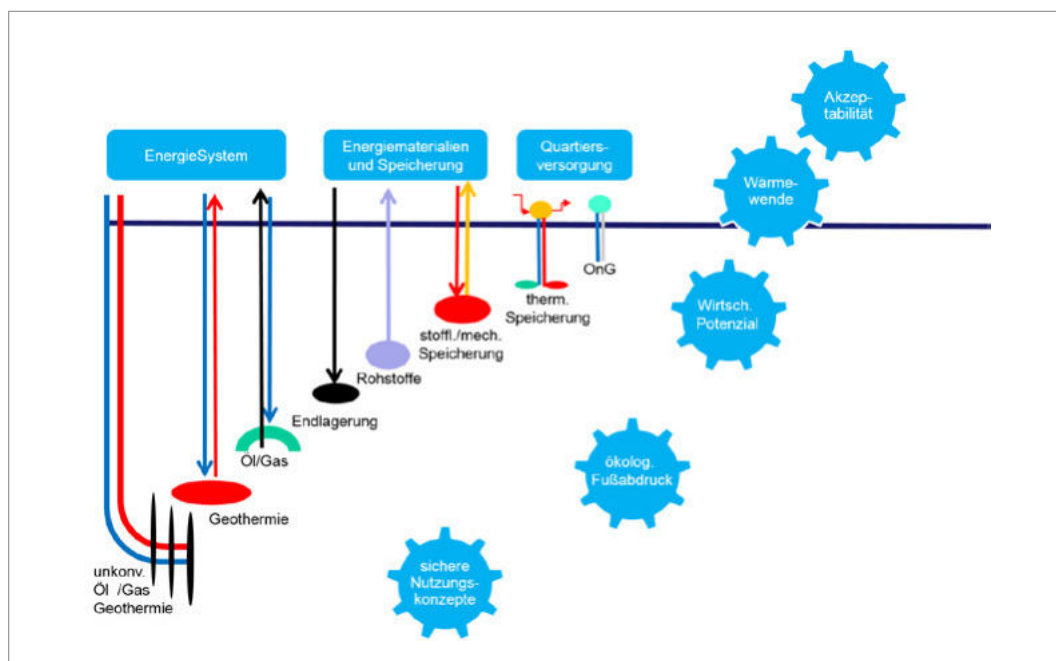 Akzep-
tabilität
EnergieSystem
Energiematerialien
und Speicherung
Quartiers-
versorgung
Wärme-
wende
OnG
therm.
Speicherung
Wirtsch.
Potenzial
stoffl./mech.
Speicherung
Rohstoffe
Endlagerung
Öl/Gas
ökolog.
Fußabdruck
Geothermie
unkonv.
Öl /Gas
Geothermie
sichere
Nutzungs-
konzepte